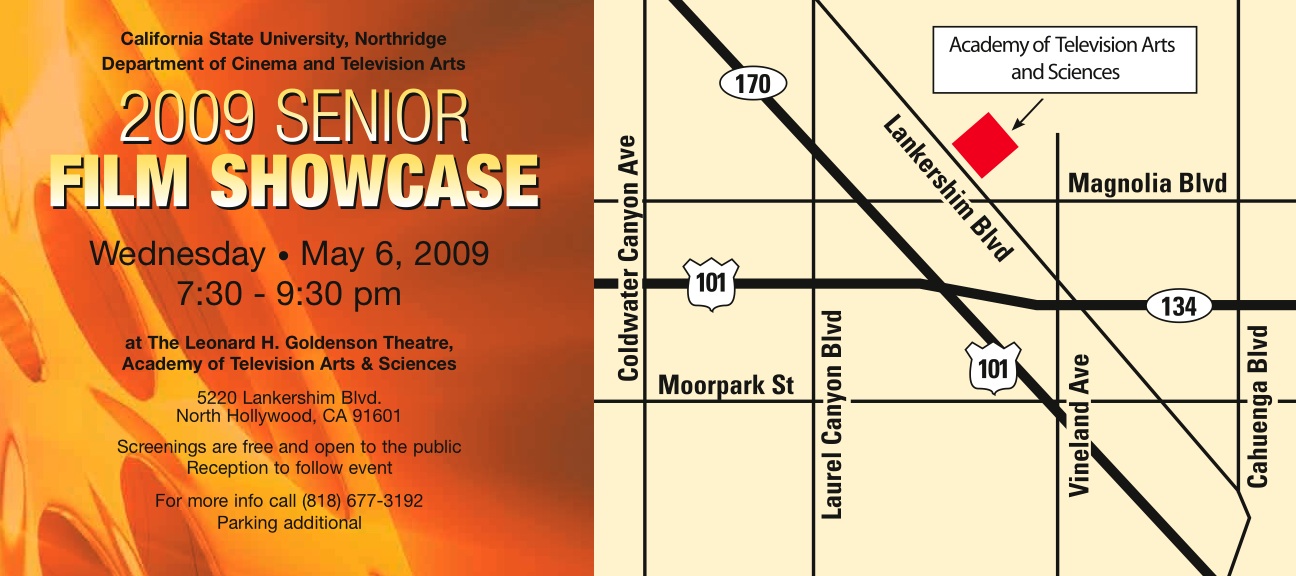 California State University, Northridge
Department of Cinema and Television Arts
2009 SENIOR
FILM SHOWCASE
Wednesday • May 6, 2009
7:30 - 9:30 pm
at The Leonard H. Goldenson Theatre,
Academy of Television Arts & Sciences
5220 Lankershim Blvd.
North Hollywood, CA 91601
Screenings are free and open to the public
Reception to follow event
For more info call (818) 677-3192
Parking additional
Academy of Television Arts
and Sciences
170
Lankershim Blvd
Magnolia Blvd
Coldwater Canyon Ave
101
134
101
Moorpark St
Laurel Canyon Blvd
Vineland Ave
Cahuenga Blvd